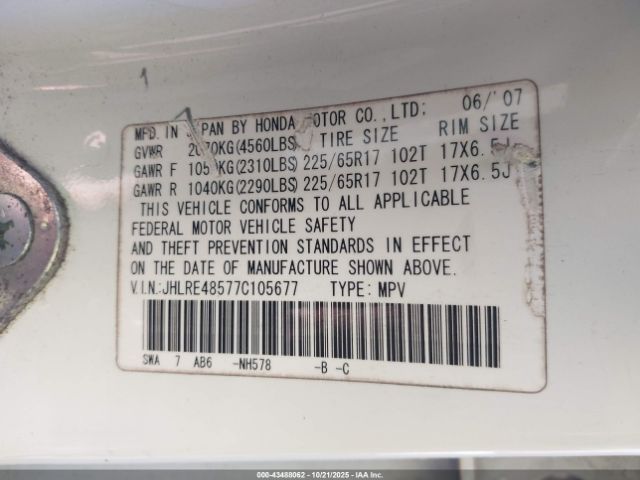 MFD. IN JAPAN BY HONDA MOTOR CO., LTD; 06/'07
GVWR 2070KG(4560LBS) TIRE SIZE RIM SIZE
GAWR F 1050KG(2310LBS) 225/65R17 102T 17X6.5J
GAWR R 1040KG(2290LBS) 225/65R17 102T 17X6.5J
THIS VEHICLE CONFORMS TO ALL APPLICABLE
FEDERAL MOTOR VEHICLE SAFETY
AND THEFT PREVENTION STANDARDS IN EFFECT
ON THE DATE OF MANUFACTURE SHOWN ABOVE.
V.I.N.:JHLRE48577C105677 TYPE: MPV
SWA 7 AB6 -NH578 -B -C
000-43488062 - 10/21/2025 - IAA Inc.